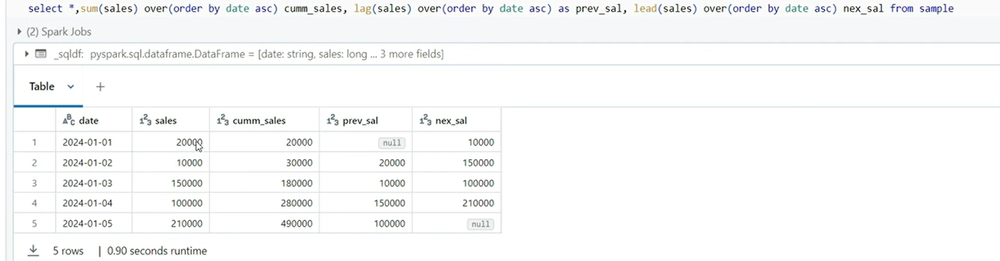 select *,sum(sales) over(order by date asc) cumm_sales, lag(sales) over(order by date asc) as prev_sal, lead(sales) over(order by date asc) nex_sal from sample
(2) Spark Jobs
_sqldf: pyspark.sql.dataframe.DataFrame = [date: string, sales: long ... 3 more fields]
Table +
ABC date 123 sales 123 cumm_sales 123 prev_sal 123 nex_sal
1 2024-01-01 20000 20000 null 10000
2 2024-01-02 10000 30000 20000 150000
3 2024-01-03 150000 180000 10000 100000
4 2024-01-04 100000 280000 150000 210000
5 2024-01-05 210000 490000 100000 null
5 rows | 0.90 seconds runtime